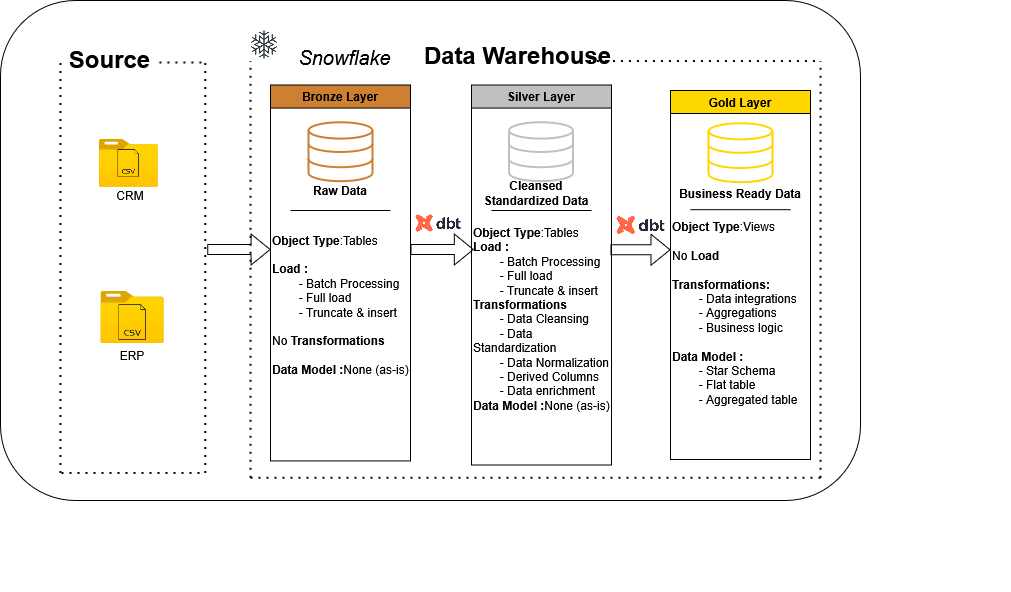 Source
CSV
CRM
CSV
ERP
Snowflake
Data Warehouse
Bronze Layer
Raw Data
Object Type:Tables
Load :
- Batch Processing
- Full load
- Truncate & insert
No Transformations
Data Model :None (as-is)
dbt
Silver Layer
Cleansed
Standardized Data
Object Type:Tables
Load :
- Batch Processing
- Full load
- Truncate & insert
Transformations
- Data Cleansing
- Data
Standardization
- Data Normalization
- Derived Columns
- Data enrichment
Data Model :None (as-is)
dbt
Gold Layer
Business Ready Data
Object Type:Views
No Load
Transformations:
- Data integrations
- Aggregations
- Business logic
Data Model :
- Star Schema
- Flat table
- Aggregated table